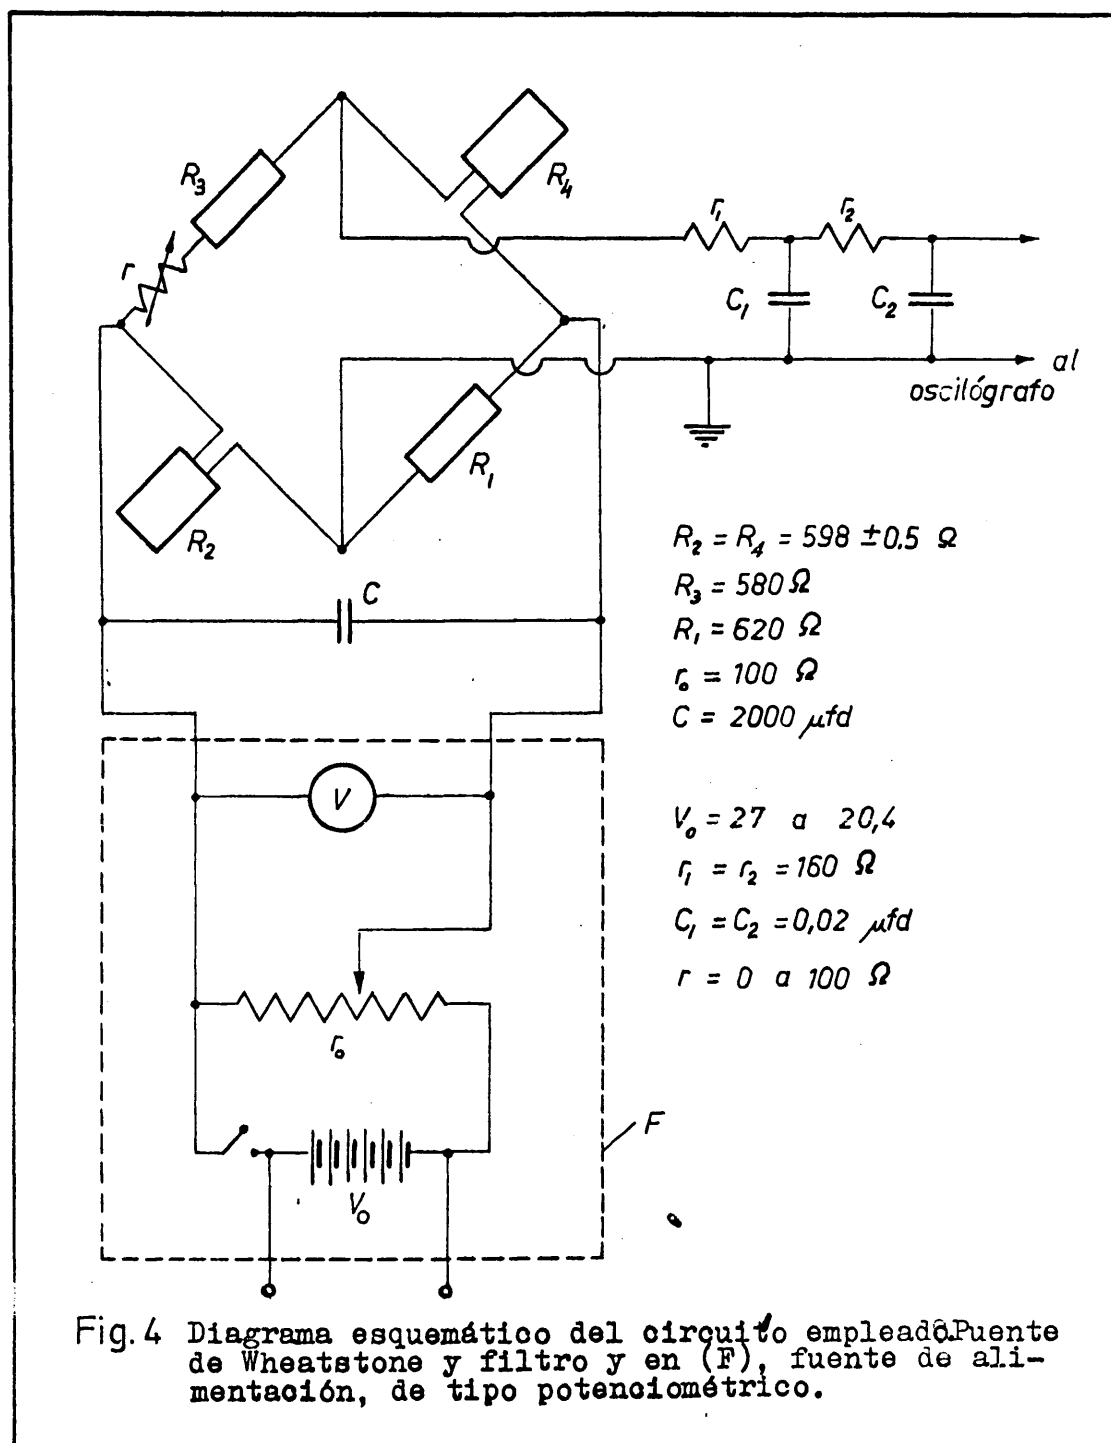 R₃
R₄
r
r₁
r₂
C₁
C₂
al
oscilógrafo
R₁
R₂
C
R₂ = R₄ = 598 ±0.5 Ω
R₃ = 580 Ω
R₁ = 620 Ω
r₀ = 100 Ω
C = 2000 μfd
V
V₀ = 27 a 20,4
r₁ = r₂ = 160 Ω
C₁ = C₂ = 0,02 μfd
r = 0 a 100 Ω
r₀
F
V₀
Fig. 4 Diagrama esquemático del circuito empleado.Puente
de Wheatstone y filtro y en (F), fuente de ali-
mentación, de tipo potenciométrico.